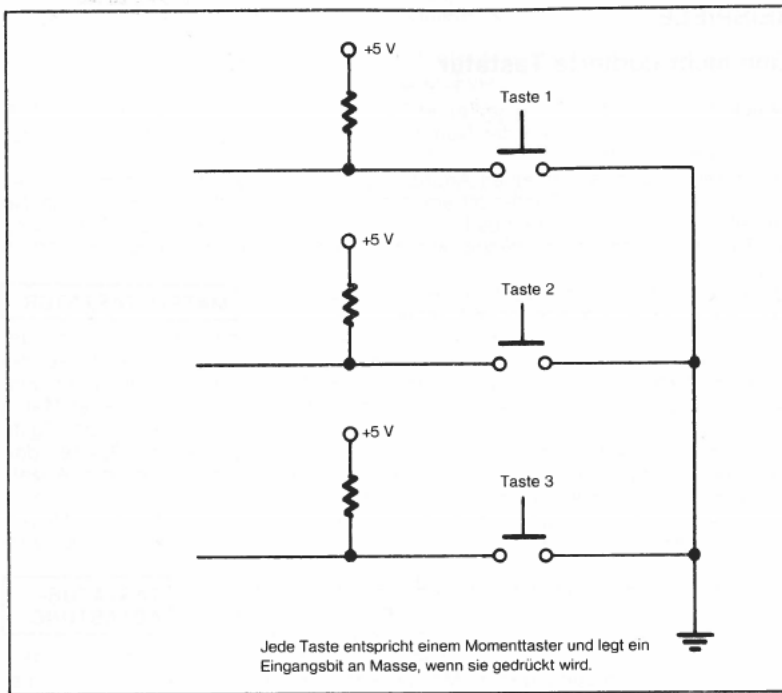 +5 V
Taste 1
+5 V
Taste 2
+5 V
Taste 3
Jede Taste entspricht einem Momenttaster und legt ein
Eingangsbit an Masse, wenn sie gedrückt wird.